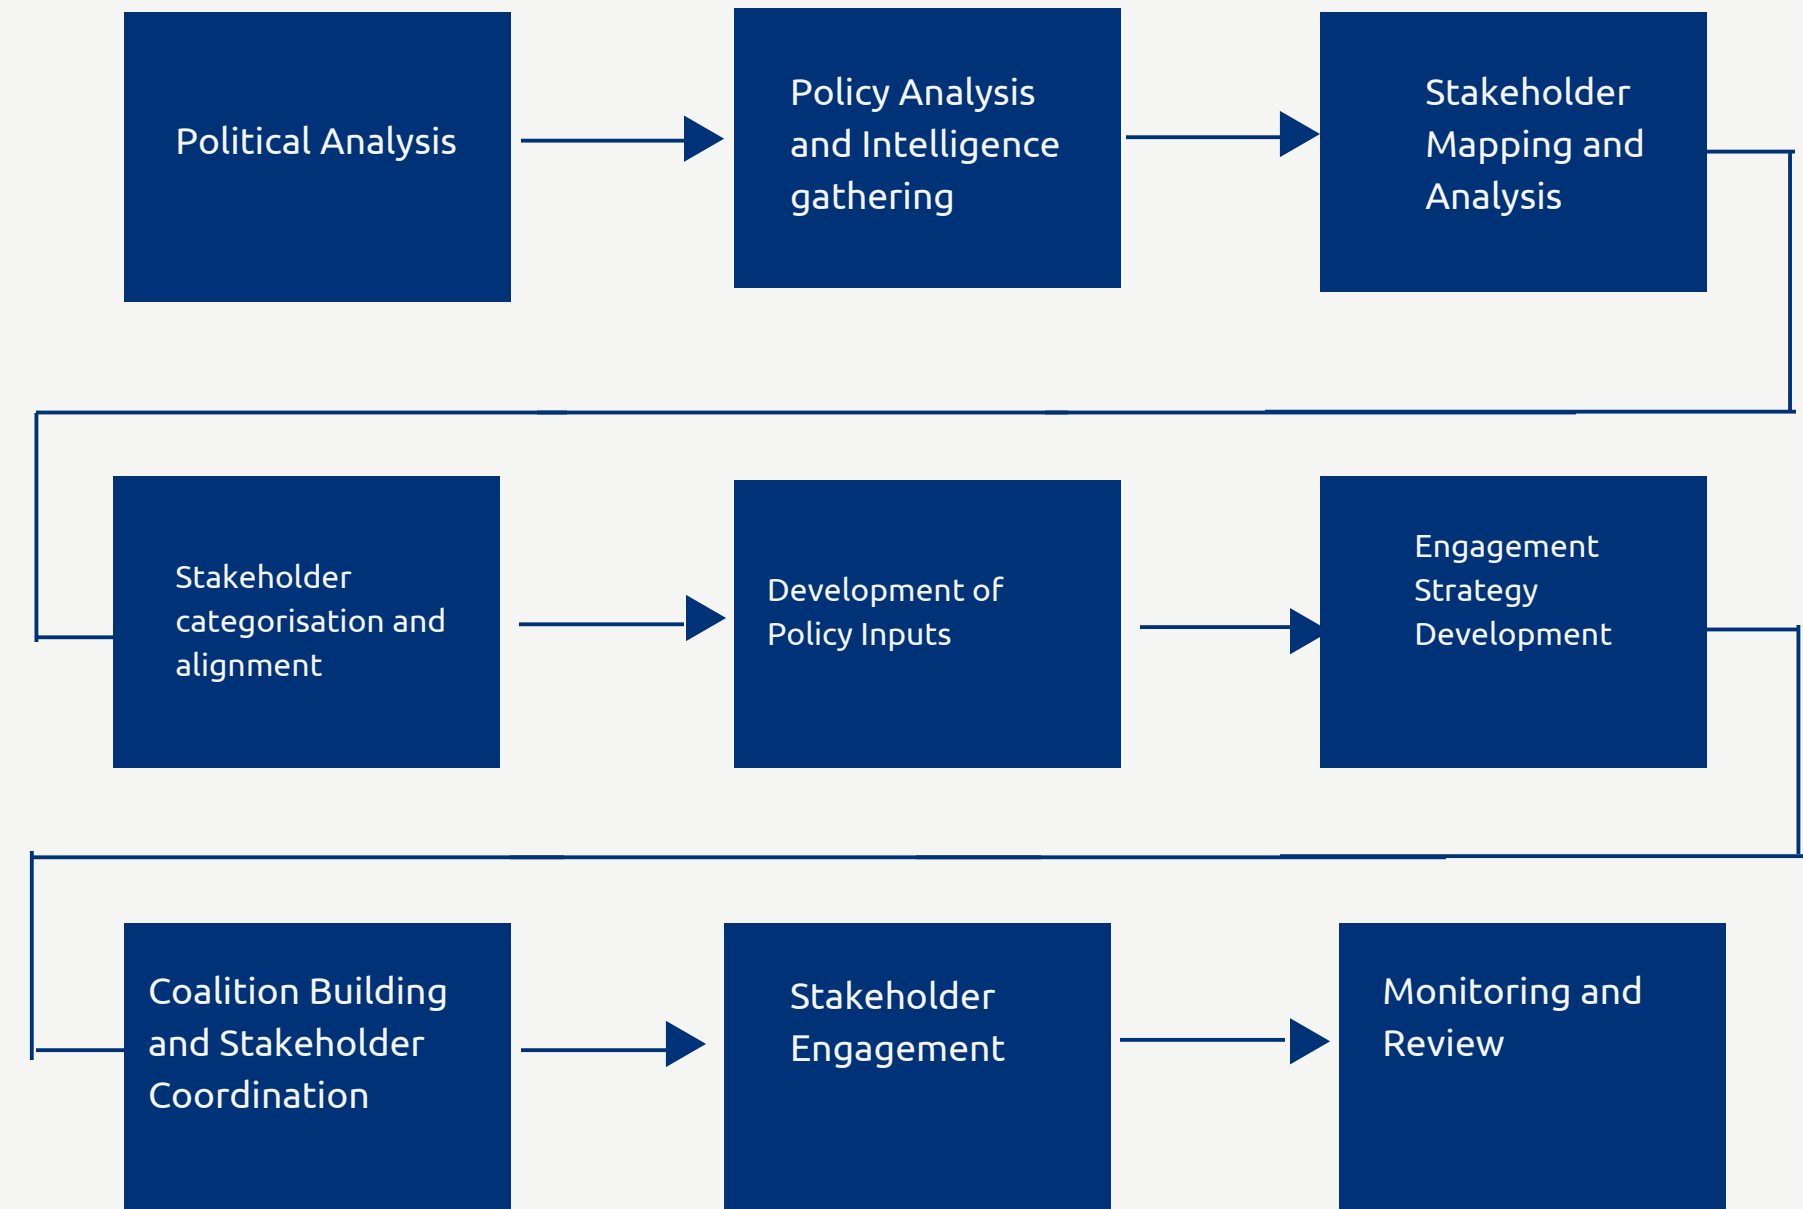 Political Analysis
Policy Analysis
and Intelligence
gathering
Stakeholder
Mapping and
Analysis
Stakeholder
categorisation and
alignment
Development of
Policy Inputs
Engagement
Strategy
Development
Coalition Building
and Stakeholder
Coordination
Stakeholder
Engagement
Monitoring and
Review